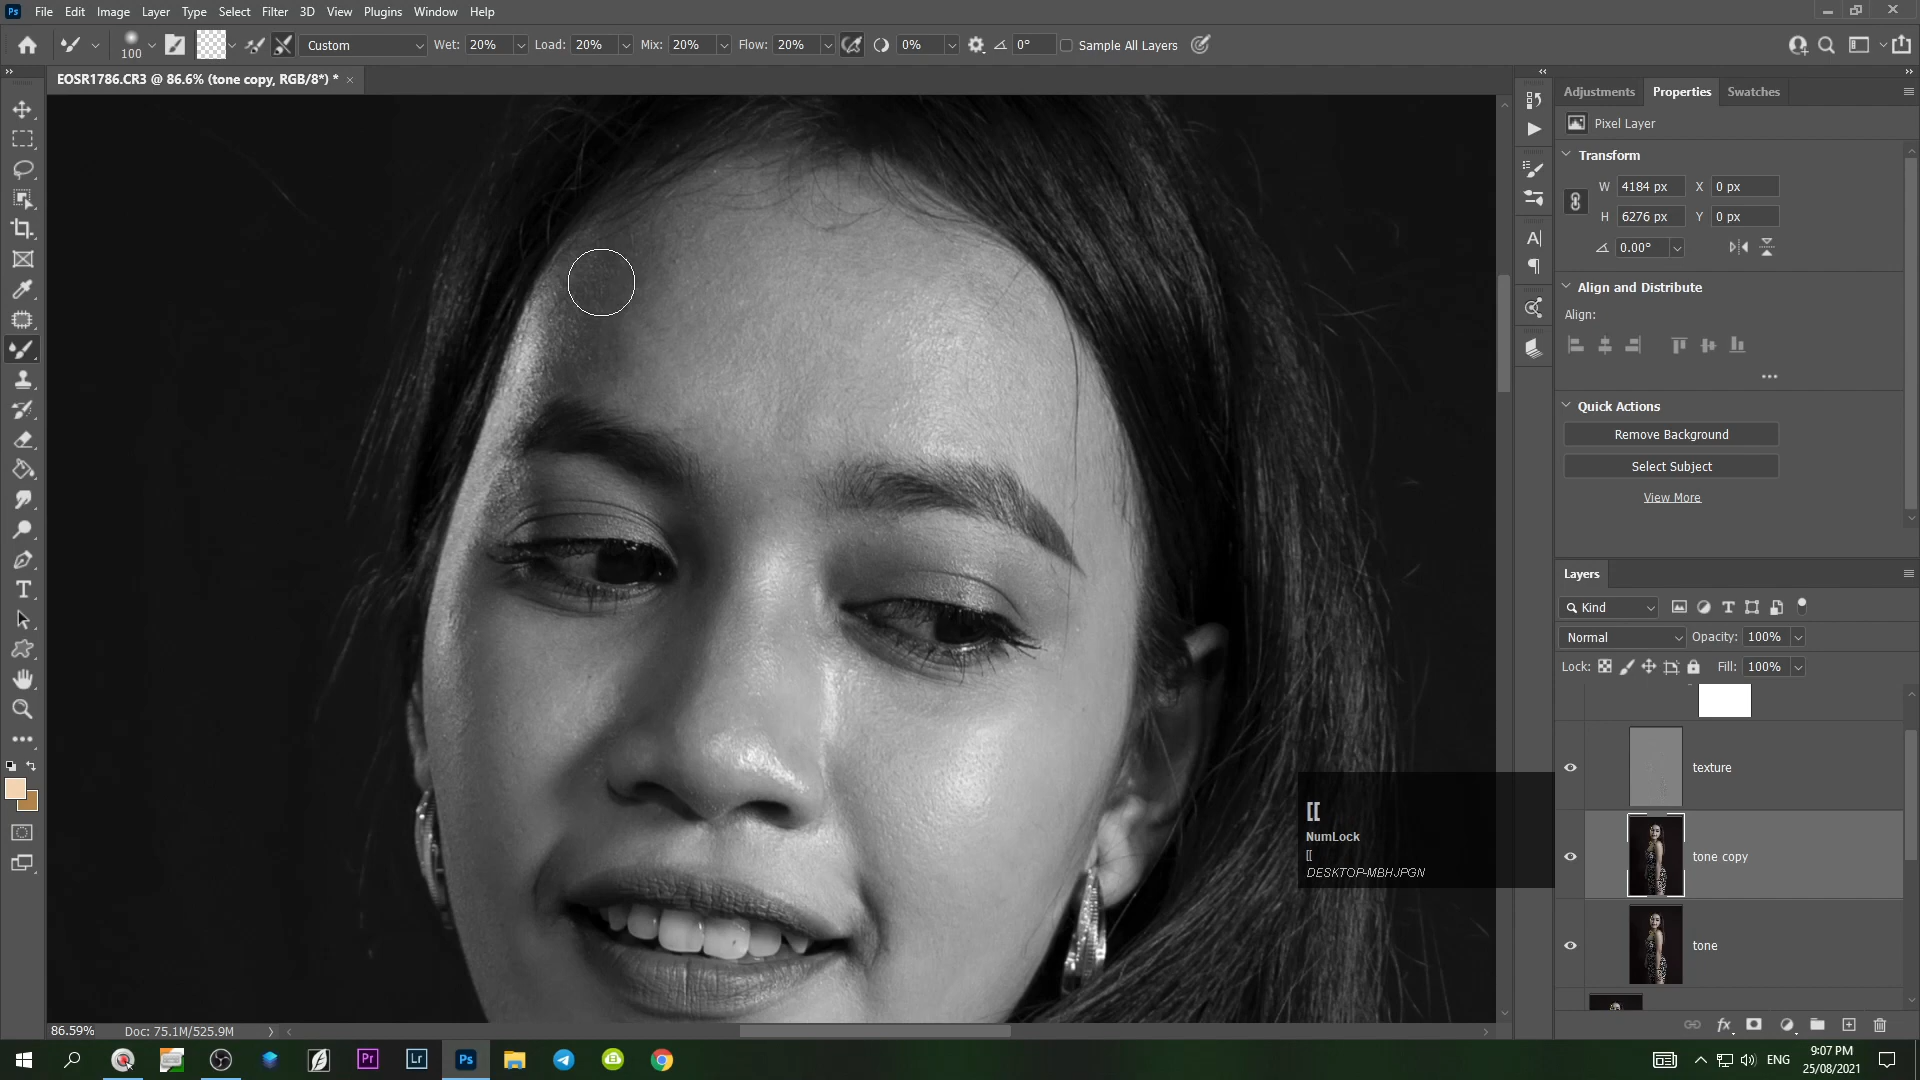 Ps File Edit Image Layer Type Select Filter 3D View Plugins Window Help
100 Custom Wet: 20% Load: 20% Mix: 20% Flow: 20% 0% 0° Sample All Layers
EOSR1786.CR3 @ 86.6% (tone copy, RGB/8*) *
Adjustments Properties Swatches
Pixel Layer
Transform
W 4184 px X 0 px
H 6276 px Y 0 px
0.00°
Align and Distribute
Align:
Quick Actions
Remove Background
Select Subject
View More
Layers
Kind
Normal Opacity: 100%
Lock: Fill: 100%
texture
tone copy
tone
[[
NumLock
[[
DESKTOP-MBHJPGN
86.59% Doc: 75.1M/525.9M
Pr Lr Ps
ENG
9:07 PM
25/08/2021